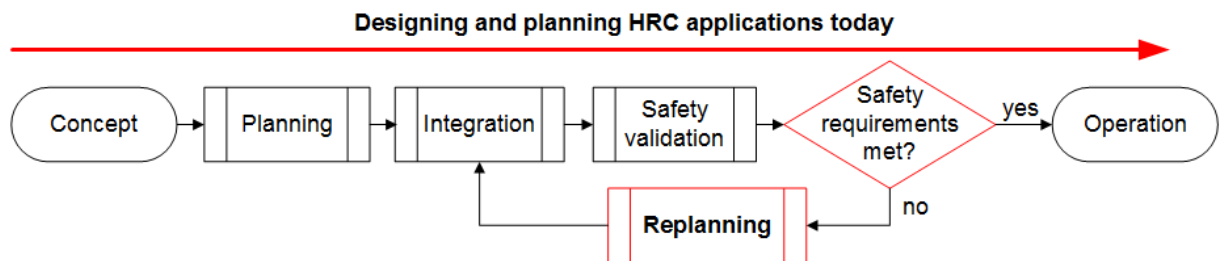 Designing and planning HRC applications today
Concept
Planning
Integration
Safety
validation
Safety
requirements
met?
yes
Operation
no
Replanning